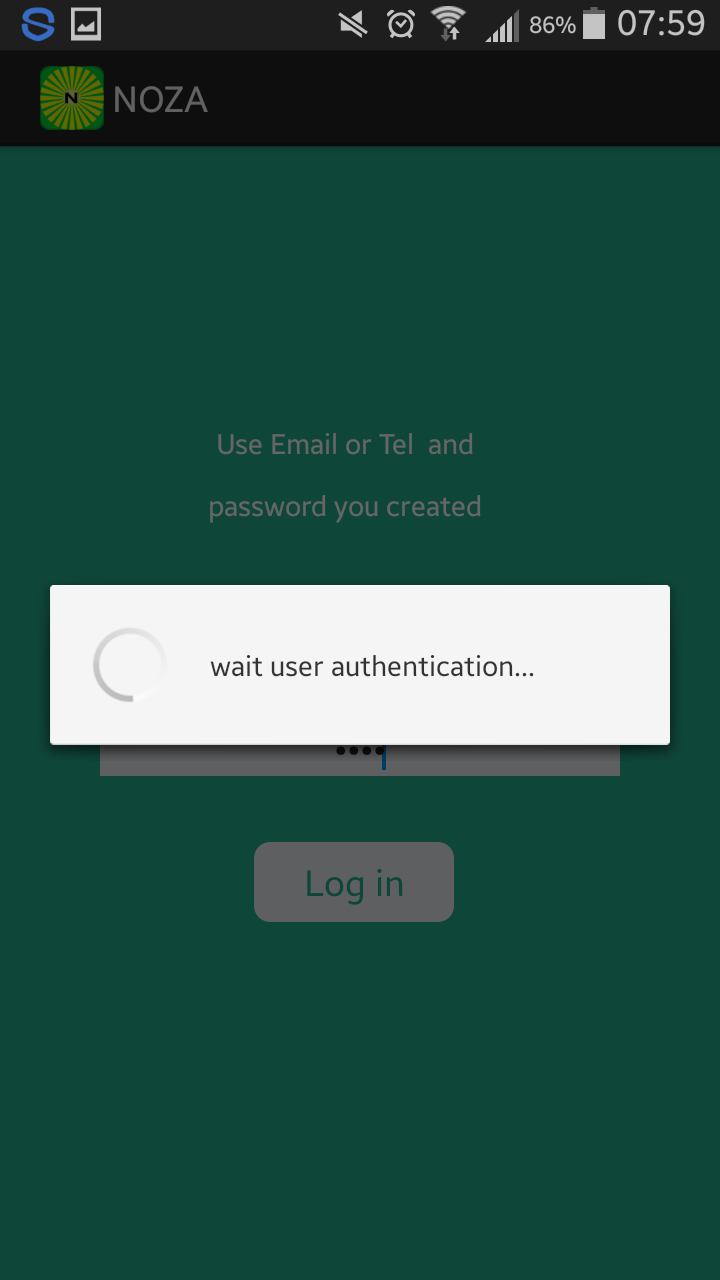 86% 07:59
N NOZA
Use Email or Tel  and
password you created
wait user authentication...
Log in